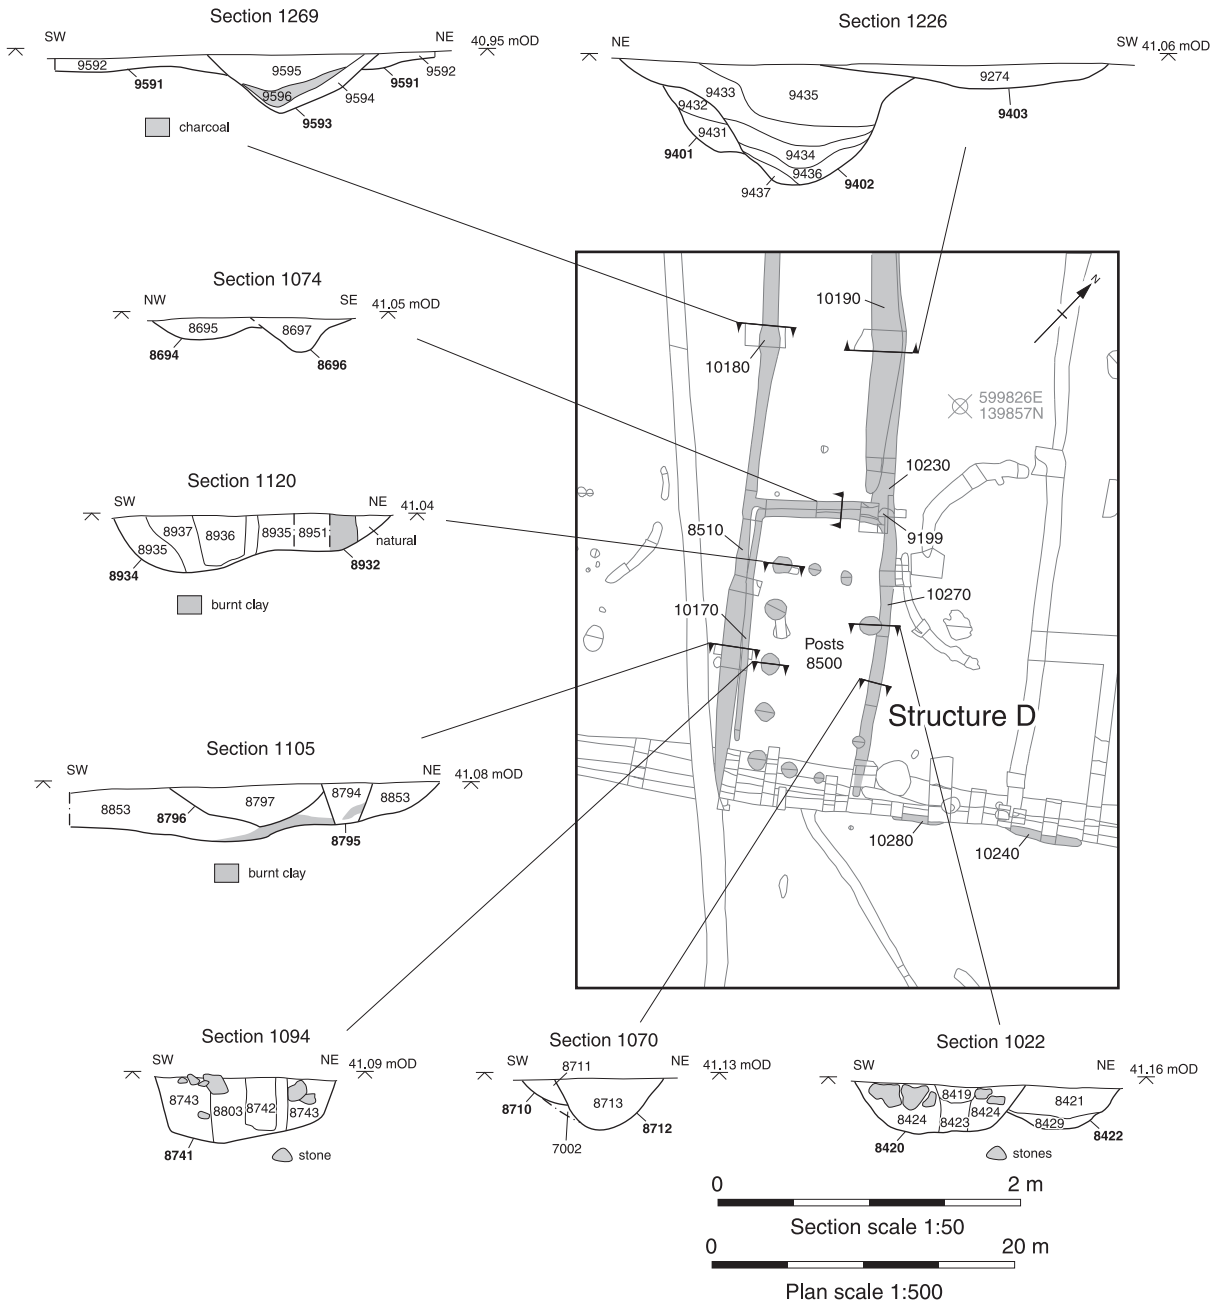 Section 1269
SW
NE
40.95 mOD
9592
9591
9595
9596
9594
9593
9591
9592
charcoal
Section 1226
NE
SW
41.06 mOD
9433
9435
9274
9432
9431
9403
9401
9434
9436
9402
9437
Section 1074
NW
SE
41.05 mOD
8695
8697
8694
8696
Section 1120
SW
NE
41.04
8937
8936
8935
8951
8935
natural
8934
8932
burnt clay
Section 1105
SW
NE
41.08 mOD
8853
8797
8794
8853
8796
8795
burnt clay
10190
10180
599826E
139857N
N
10230
8510
9199
10170
10270
Posts
8500
Structure D
10280
10240
Section 1094
SW
NE
41.09 mOD
8743
8803
8742
8743
8741
stone
Section 1070
SW
NE
41.13 mOD
8711
8710
8713
8712
7002
Section 1022
SW
NE
41.16 mOD
8419
8421
8424
8424
8423
8429
8420
8422
stones
0
2 m
Section scale 1:50
0
20 m
Plan scale 1:500